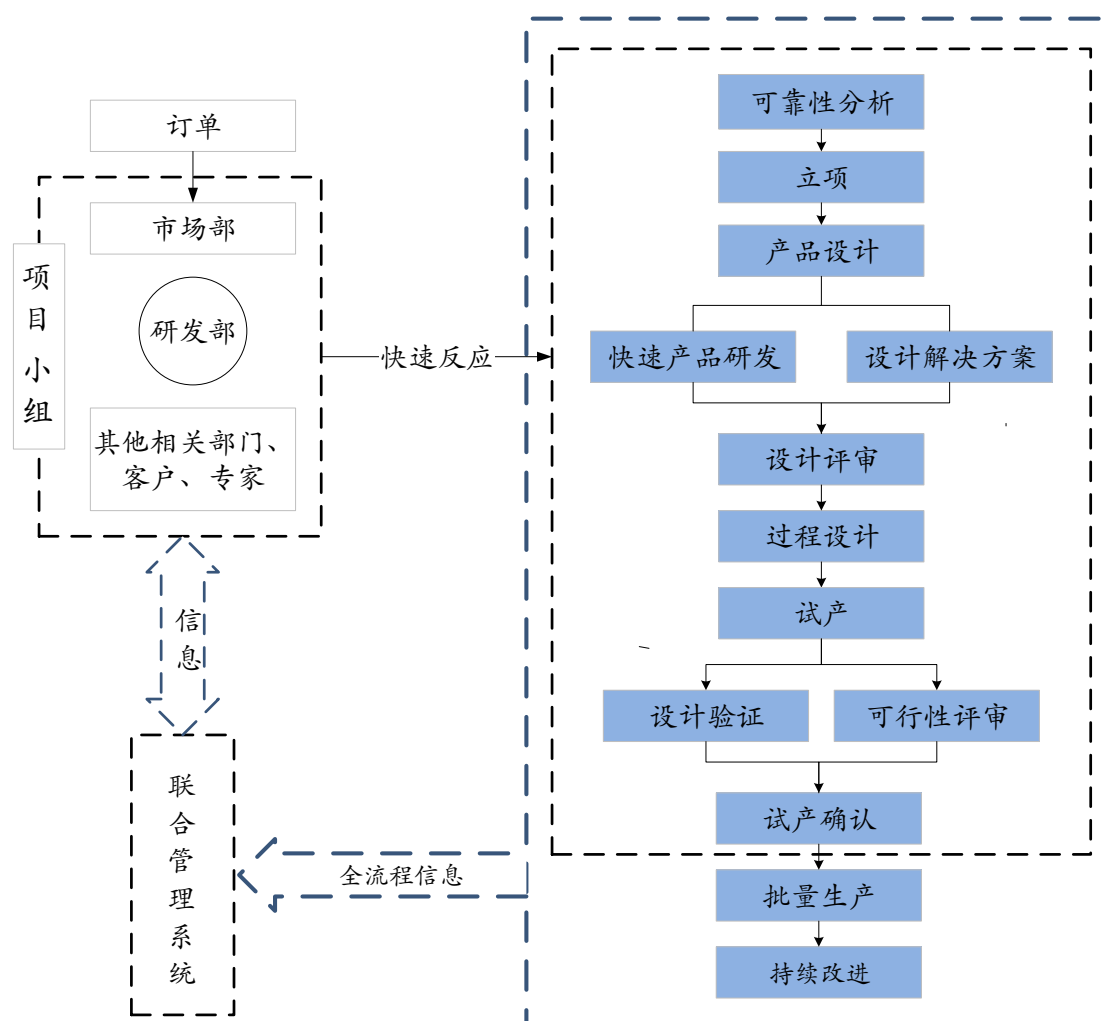 订单
市场部
项目小组
研发部
其他相关部门、
客户、专家
快速反应
信息
联合管理系统
全流程信息
可靠性分析
立项
产品设计
快速产品研发
设计解决方案
设计评审
过程设计
试产
设计验证
可行性评审
试产确认
批量生产
持续改进